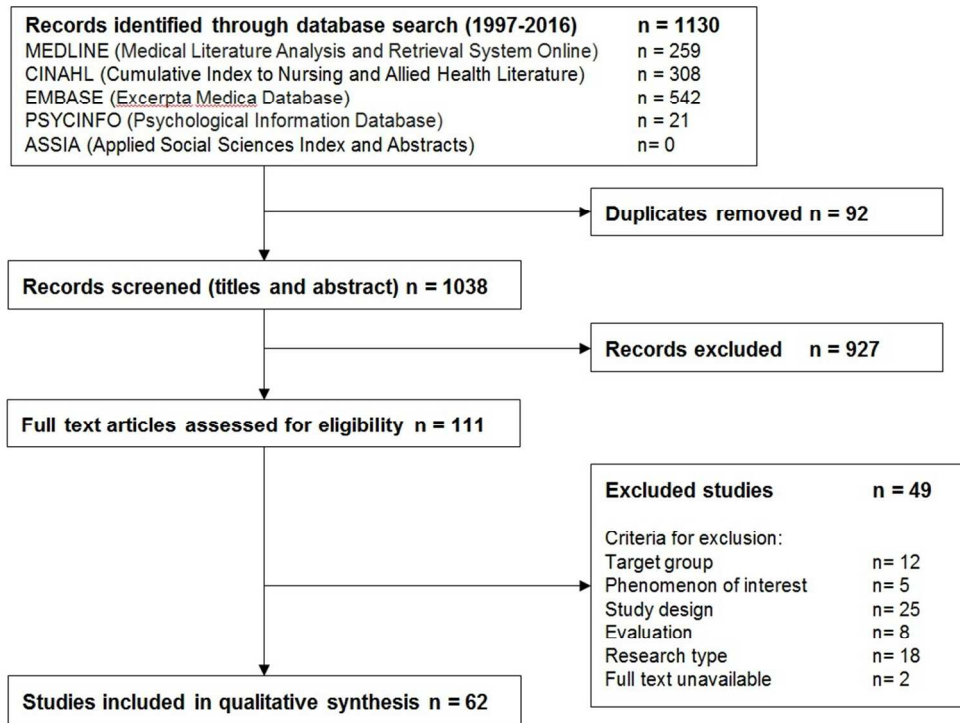 Records identified through database search (1997-2016) n = 1130
MEDLINE (Medical Literature Analysis and Retrieval System Online) n = 259
CINAHL (Cumulative Index to Nursing and Allied Health Literature) n = 308
EMBASE (Excerpta Medica Database) n = 542
PSYCINFO (Psychological Information Database) n = 21
ASSIA (Applied Social Sciences Index and Abstracts) n= 0
Duplicates removed n = 92
Records screened (titles and abstract) n = 1038
Records excluded n = 927
Full text articles assessed for eligibility n = 111
Excluded studies n = 49
Criteria for exclusion:
Target group n= 12
Phenomenon of interest n= 5
Study design n= 25
Evaluation n= 8
Research type n= 18
Full text unavailable n= 2
Studies included in qualitative synthesis n = 62